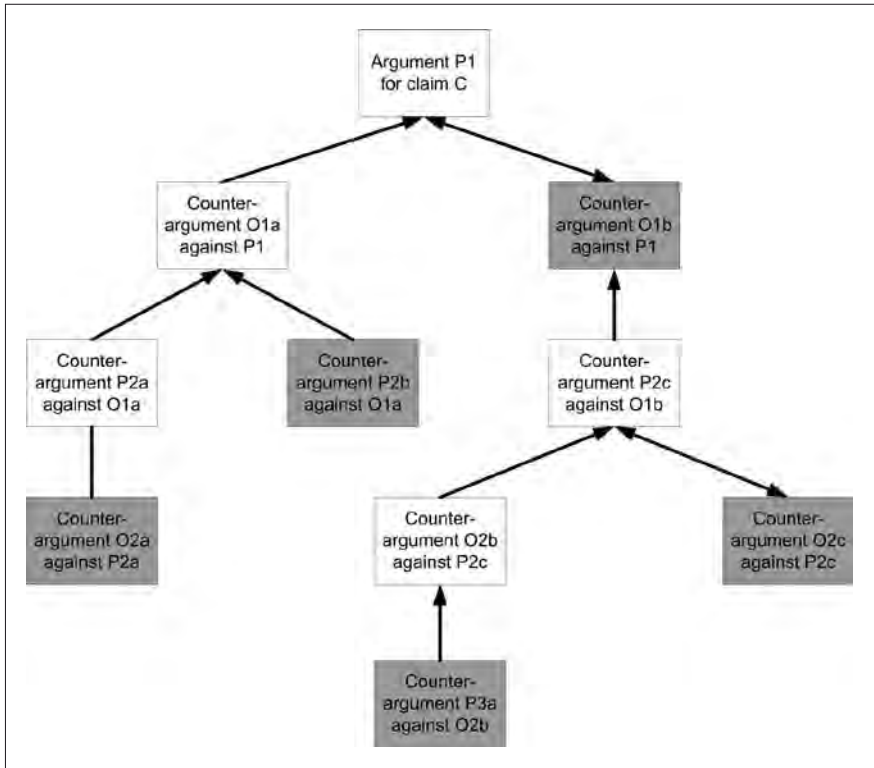 Argument P1
for claim C
Counter-
argument O1a
against P1
Counter-
argument O1b
against P1
Counter-
argument P2a
against O1a
Counter-
argument P2b
against O1a
Counter-
argument P2c
against O1b
Counter-
argument O2a
against P2a
Counter-
argument O2b
against P2c
Counter-
argument O2c
against P2c
Counter-
argument P3a
against O2b